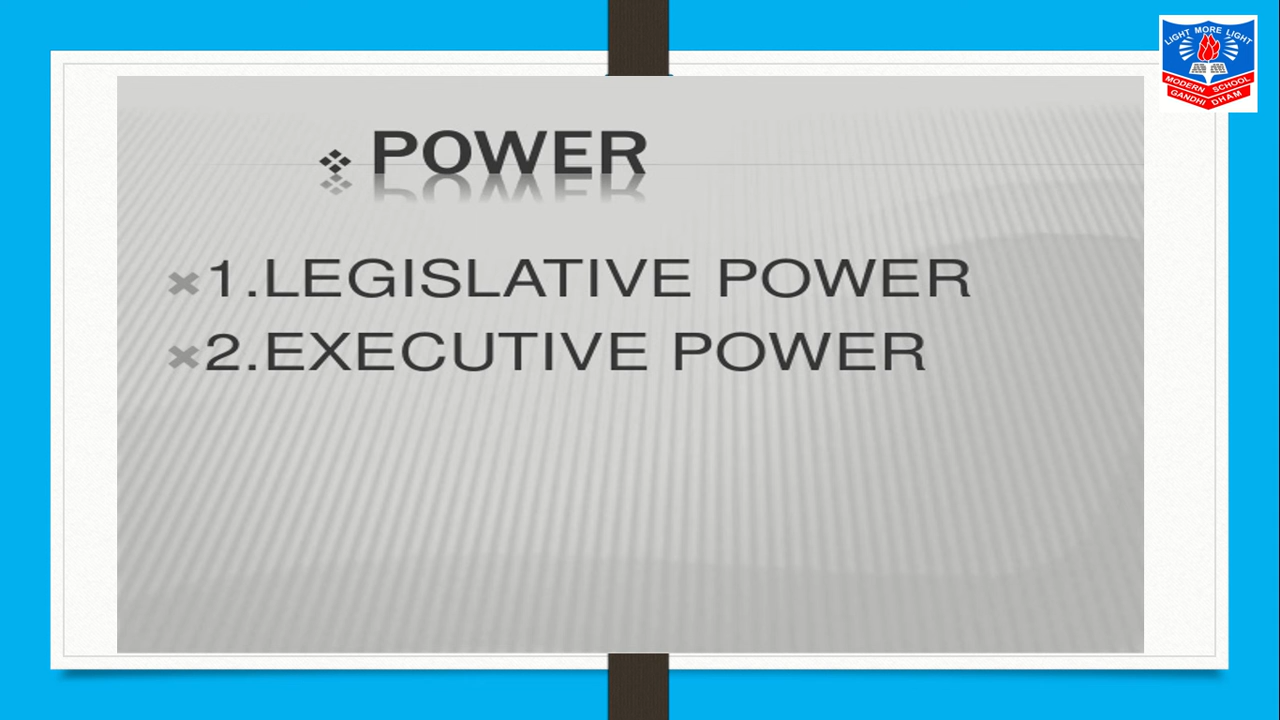 LIGHT MORE LIGHT
MODERN SCHOOL
GANDHI DHAM
POWER
1.LEGISLATIVE POWER
2.EXECUTIVE POWER